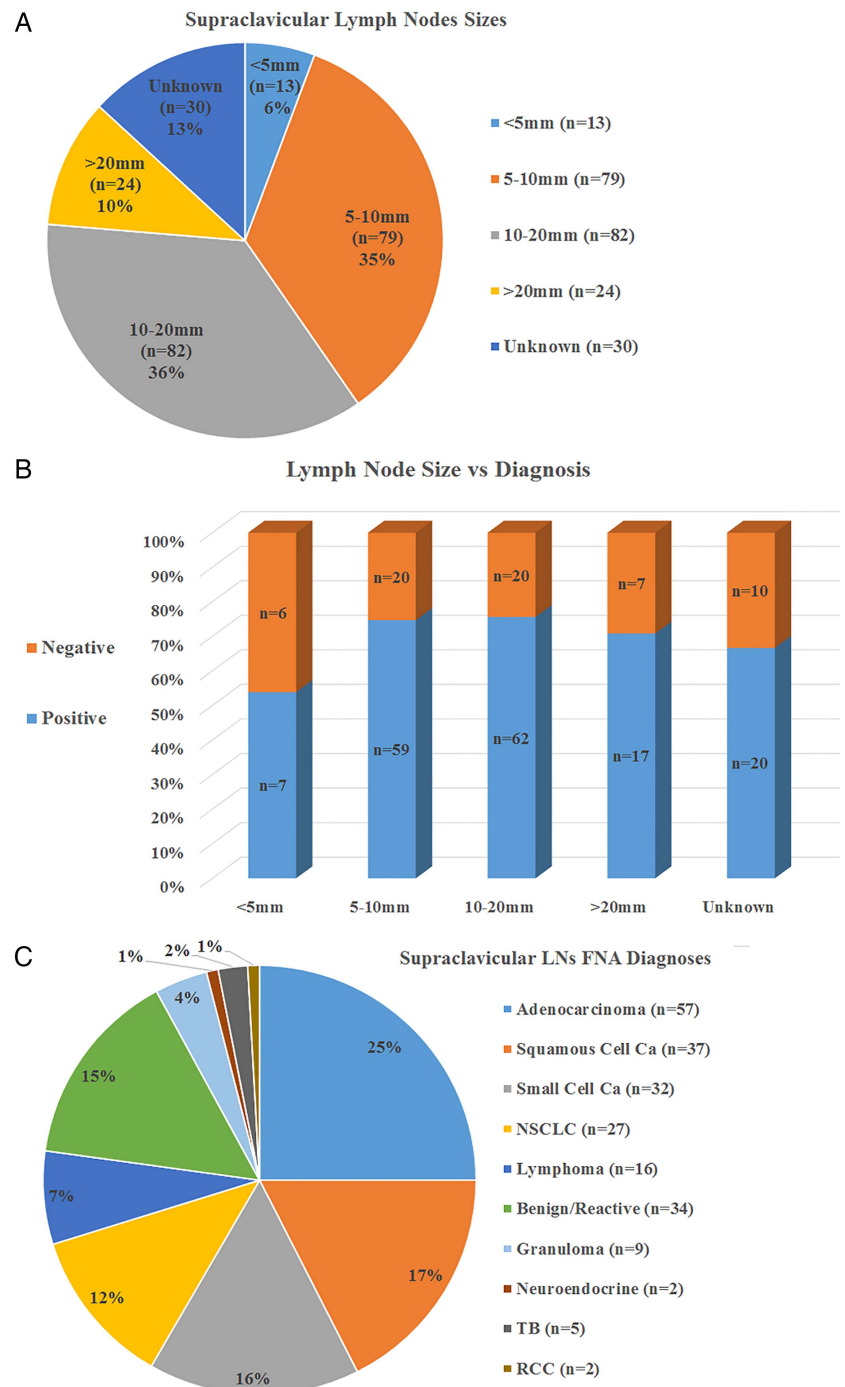 A
Supraclavicular Lymph Nodes Sizes
<5mm
(n=13)
6%
Unknown
(n=30)
13%
>20mm
(n=24)
10%
5-10mm
(n=79)
35%
10-20mm
(n=82)
36%
<5mm (n=13)
5-10mm (n=79)
10-20mm (n=82)
>20mm (n=24)
Unknown (n=30)
B
Lymph Node Size vs Diagnosis
Negative
Positive
100%
90%
80%
70%
60%
50%
40%
30%
20%
10%
0%
n=6
n=20
n=20
n=7
n=10
n=7
n=59
n=62
n=17
n=20
<5mm
5-10mm
10-20mm
>20mm
Unknown
C
Supraclavicular LNs FNA Diagnoses
1%
2%
1%
4%
25%
15%
7%
12%
16%
17%
Adenocarcinoma (n=57)
Squamous Cell Ca (n=37)
Small Cell Ca (n=32)
NSCLC (n=27)
Lymphoma (n=16)
Benign/Reactive (n=34)
Granuloma (n=9)
Neuroendocrine (n=2)
TB (n=5)
RCC (n=2)